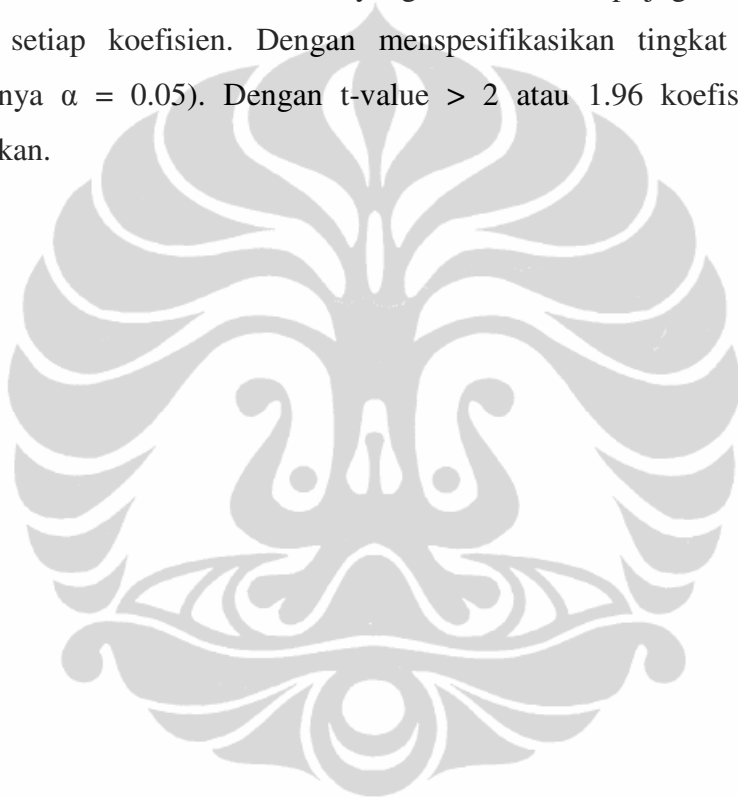 setiap koefisien. Dengan menspesifikasikan tingkat
nya α = 0.05). Dengan t-value > 2 atau 1.96 koefis
kan.